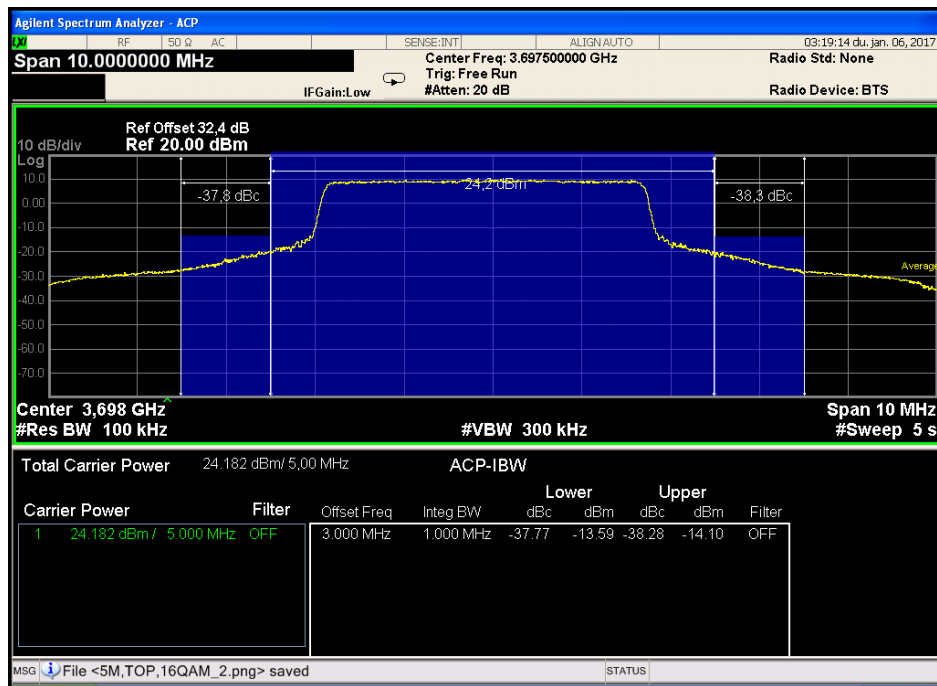 Agilent Spectrum Analyzer - ACP
LXI RF 50 Ω AC SENSE:INT ALIGN AUTO 03:19:14 du. jan. 06, 2017
Span 10.0000000 MHz
Center Freq: 3.697500000 GHz
Radio Std: None
Trig: Free Run
IFGain:Low
#Atten: 20 dB
Radio Device: BTS
Ref Offset 32,4 dB
10 dB/div Ref 20.00 dBm
Log
10.0
24,2 dBm
-37,8 dBc
-38,3 dBc
0.00
-10.0
-20.0
Average
-30.0
-40.0
-50.0
-60.0
-70.0
Center 3,698 GHz Span 10 MHz
#Res BW 100 kHz #VBW 300 kHz #Sweep 5 s
Total Carrier Power 24.182 dBm/ 5,00 MHz ACP-IBW
Lower Upper
Carrier Power Filter Offset Freq Integ BW dBc dBm dBc dBm Filter
1 24.182 dBm / 5.000 MHz OFF 3.000 MHz 1.000 MHz -37.77 -13.59 -38.28 -14.10 OFF
MSG File <5M,TOP,16QAM_2.png> saved STATUS